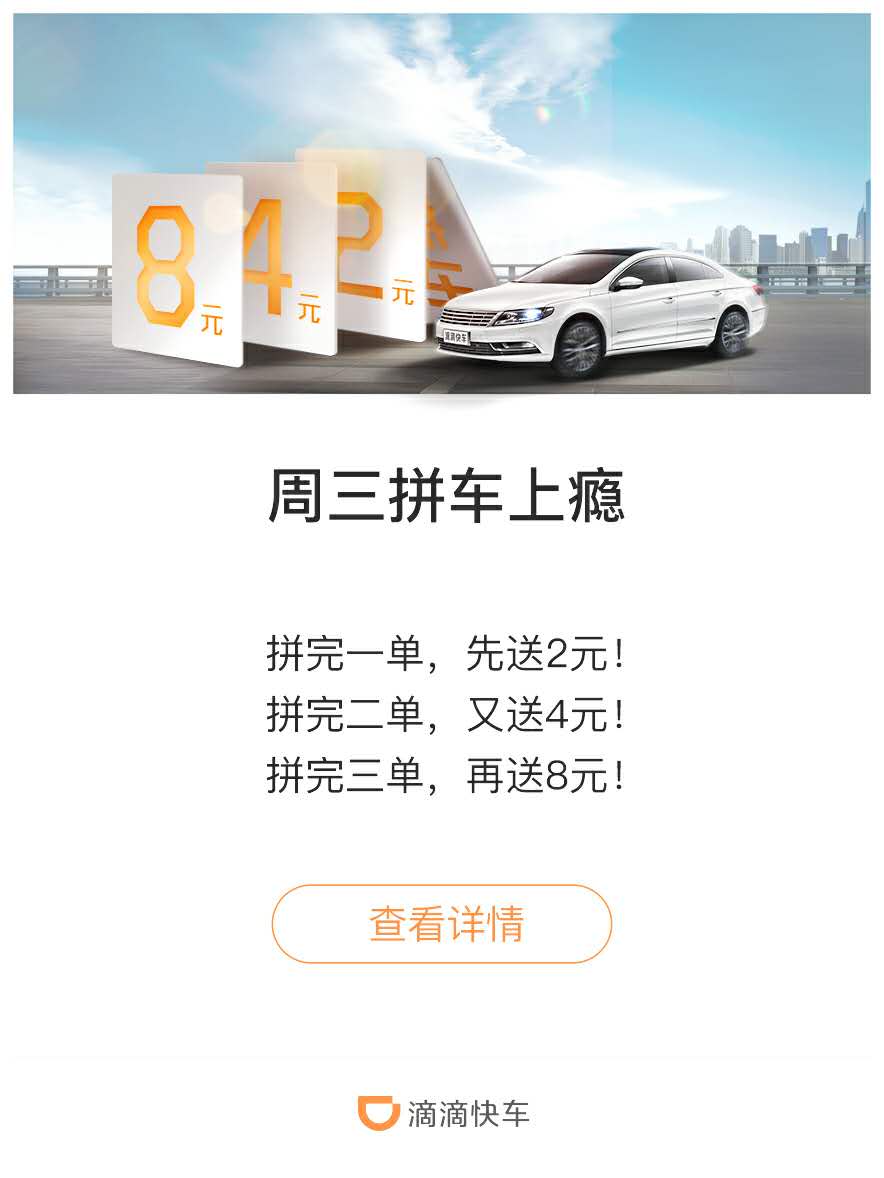 8元
4元
2元
滴滴快车
周三拼车上瘾
拼完一单，先送2元！
拼完二单，又送4元！
拼完三单，再送8元！
查看详情
滴滴快车